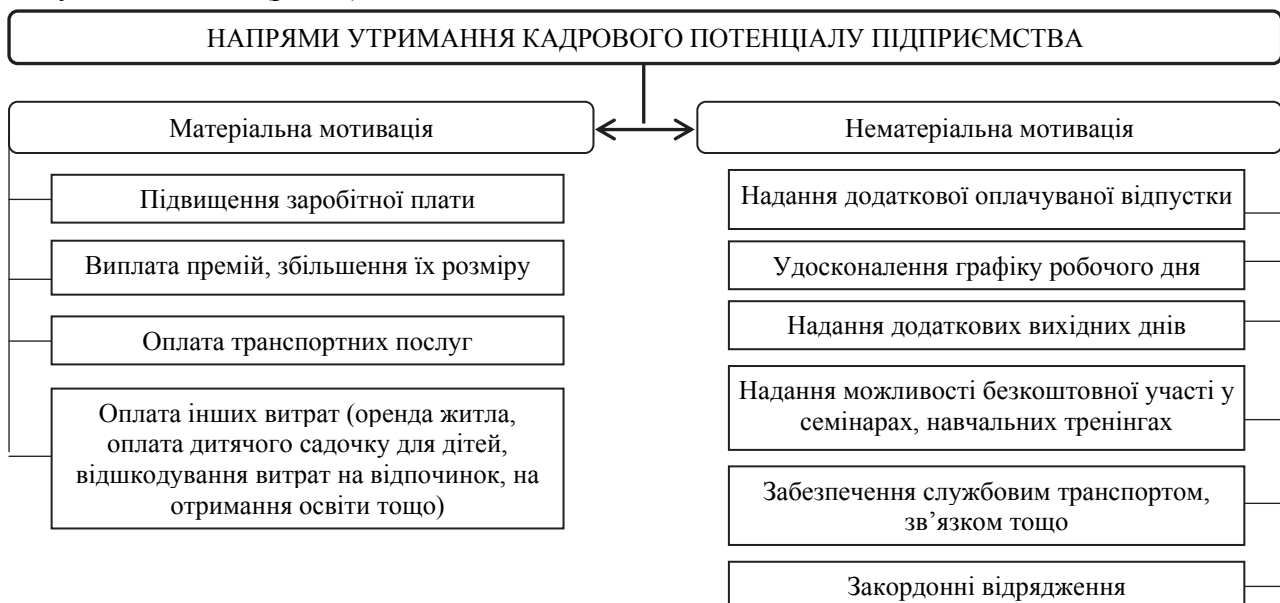 НАПРЯМИ УТРИМАННЯ КАДРОВОГО ПОТЕНЦІАЛУ ПІДПРИЄМСТВА
Матеріальна мотивація
Підвищення заробітної плати
Виплата премій, збільшення їх розміру
Оплата транспортних послуг
Оплата інших витрат (оренда житла,
оплата дитячого садочку для дітей,
відшкодування витрат на відпочинок, на
отримання освіти тощо)
Нематеріальна мотивація
Надання додаткової оплачуваної відпустки
Удосконалення графіку робочого дня
Надання додаткових вихідних днів
Надання можливості безкоштовної участі у
семінарах, навчальних тренінгах
Забезпечення службовим транспортом,
зв’язком тощо
Закордонні відрядження